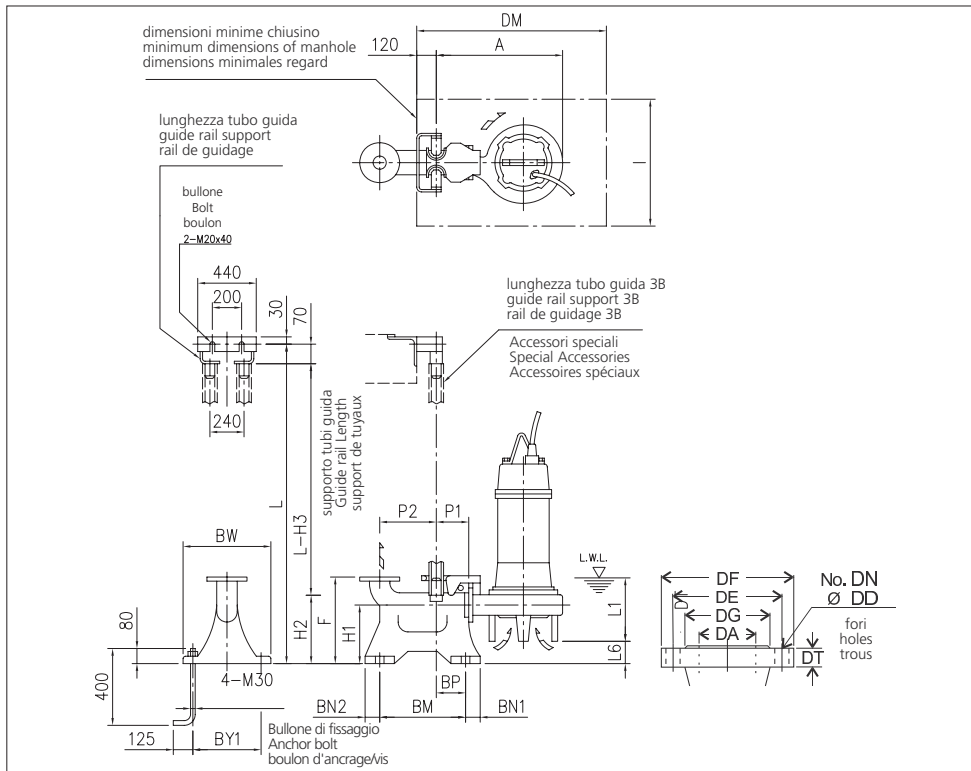 dimensioni minime chiusino
minimum dimensions of manhole
dimensions minimales regard
DM
120
A
I
lunghezza tubo guida
guide rail support
rail de guidage
bullone
Bolt
boulon
2-M20x40
440
200
30
70
240
lunghezza tubo guida 3B
guide rail support 3B
rail de guidage 3B
Accessori speciali
Special Accessories
Accessoires spéciaux
supporto tubi guida
Guide rail Length
support de tuyaux
L
L-H3
P2
P1
L.W.L.
BW
80
400
H2
F
H1
L1
L6
4-M30
BP
BN2
BM
BN1
125
BY1
Bullone di fissaggio
Anchor bolt
boulon d'ancrage/vis
DF
DE
DG
DA
DT
No. DN
Ø DD
fori
holes
trous